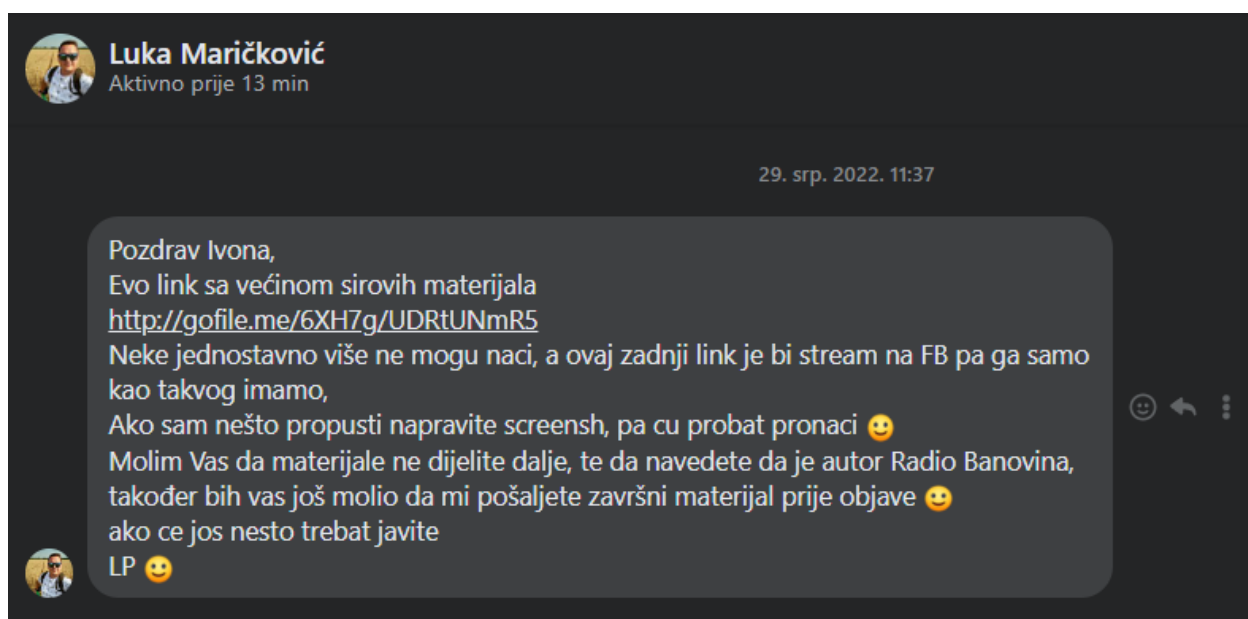 Luka Maričković
Aktivno prije 13 min
29. srp. 2022. 11:37
Pozdrav Ivona,
Evo link sa većinom sirovih materijala
http://gofile.me/6XH7g/UDRtUNmR5
Neke jednostavno više ne mogu naci, a ovaj zadnji link je bi stream na FB pa ga samo
kao takvog imamo,
Ako sam nešto propusti napravite screensh, pa cu probat pronaci 😉
Molim Vas da materijale ne dijelite dalje, te da navedete da je autor Radio Banovina,
također bih vas još molio da mi pošaljete završni materijal prije objave 😉
ako ce jos nesto trebat javite
LP 🙂